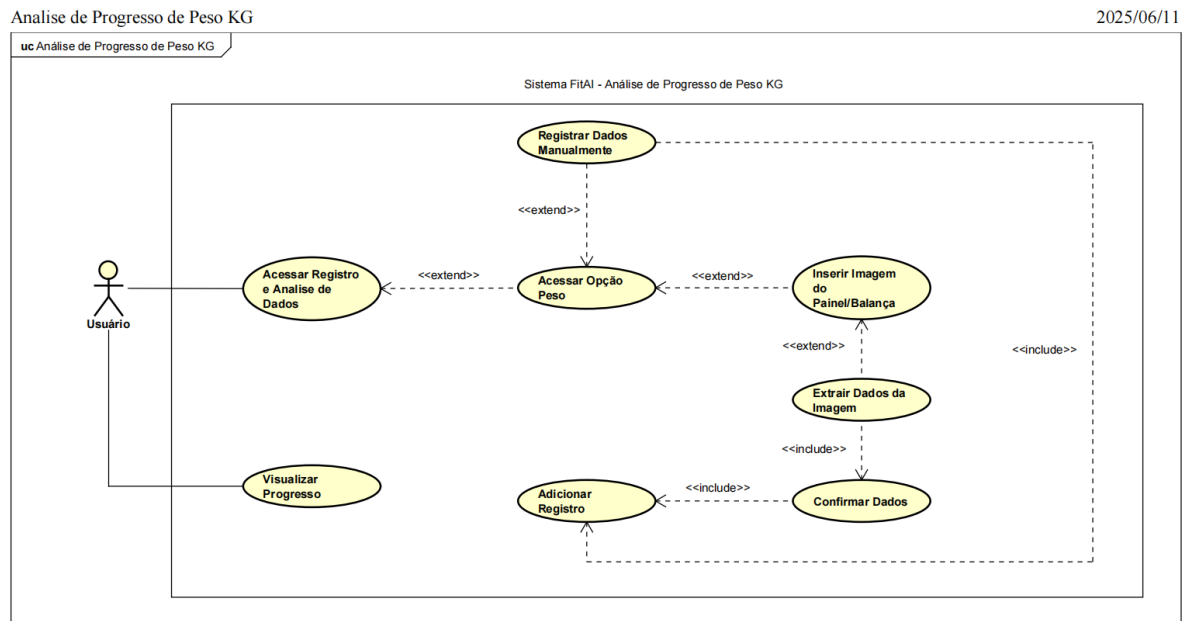 Analise de Progresso de Peso KG
2025/06/11
uc Análise de Progresso de Peso KG
Sistema FitAI - Análise de Progresso de Peso KG
Registrar Dados
Manualmente
<<extend>>
Acessar Registro
e Analise de
Dados
<<extend>>
Acessar Opção
Peso
<<extend>>
Inserir Imagem
do
Painel/Balança
Usuário
<<extend>>
<<include>>
Extrair Dados da
Imagem
<<include>>
Visualizar
Progresso
Adicionar
Registro
<<include>>
Confirmar Dados